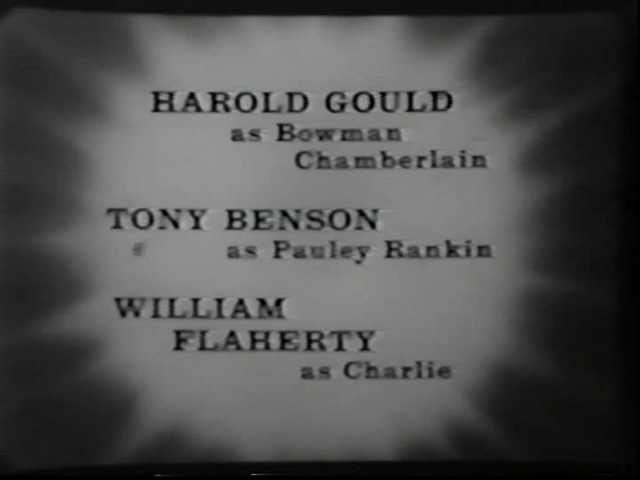 HAROLD GOULD
as Bowman
Chamberlain
TONY BENSON
as Pauley Rankin
WILLIAM
FLAHERTY
as Charlie